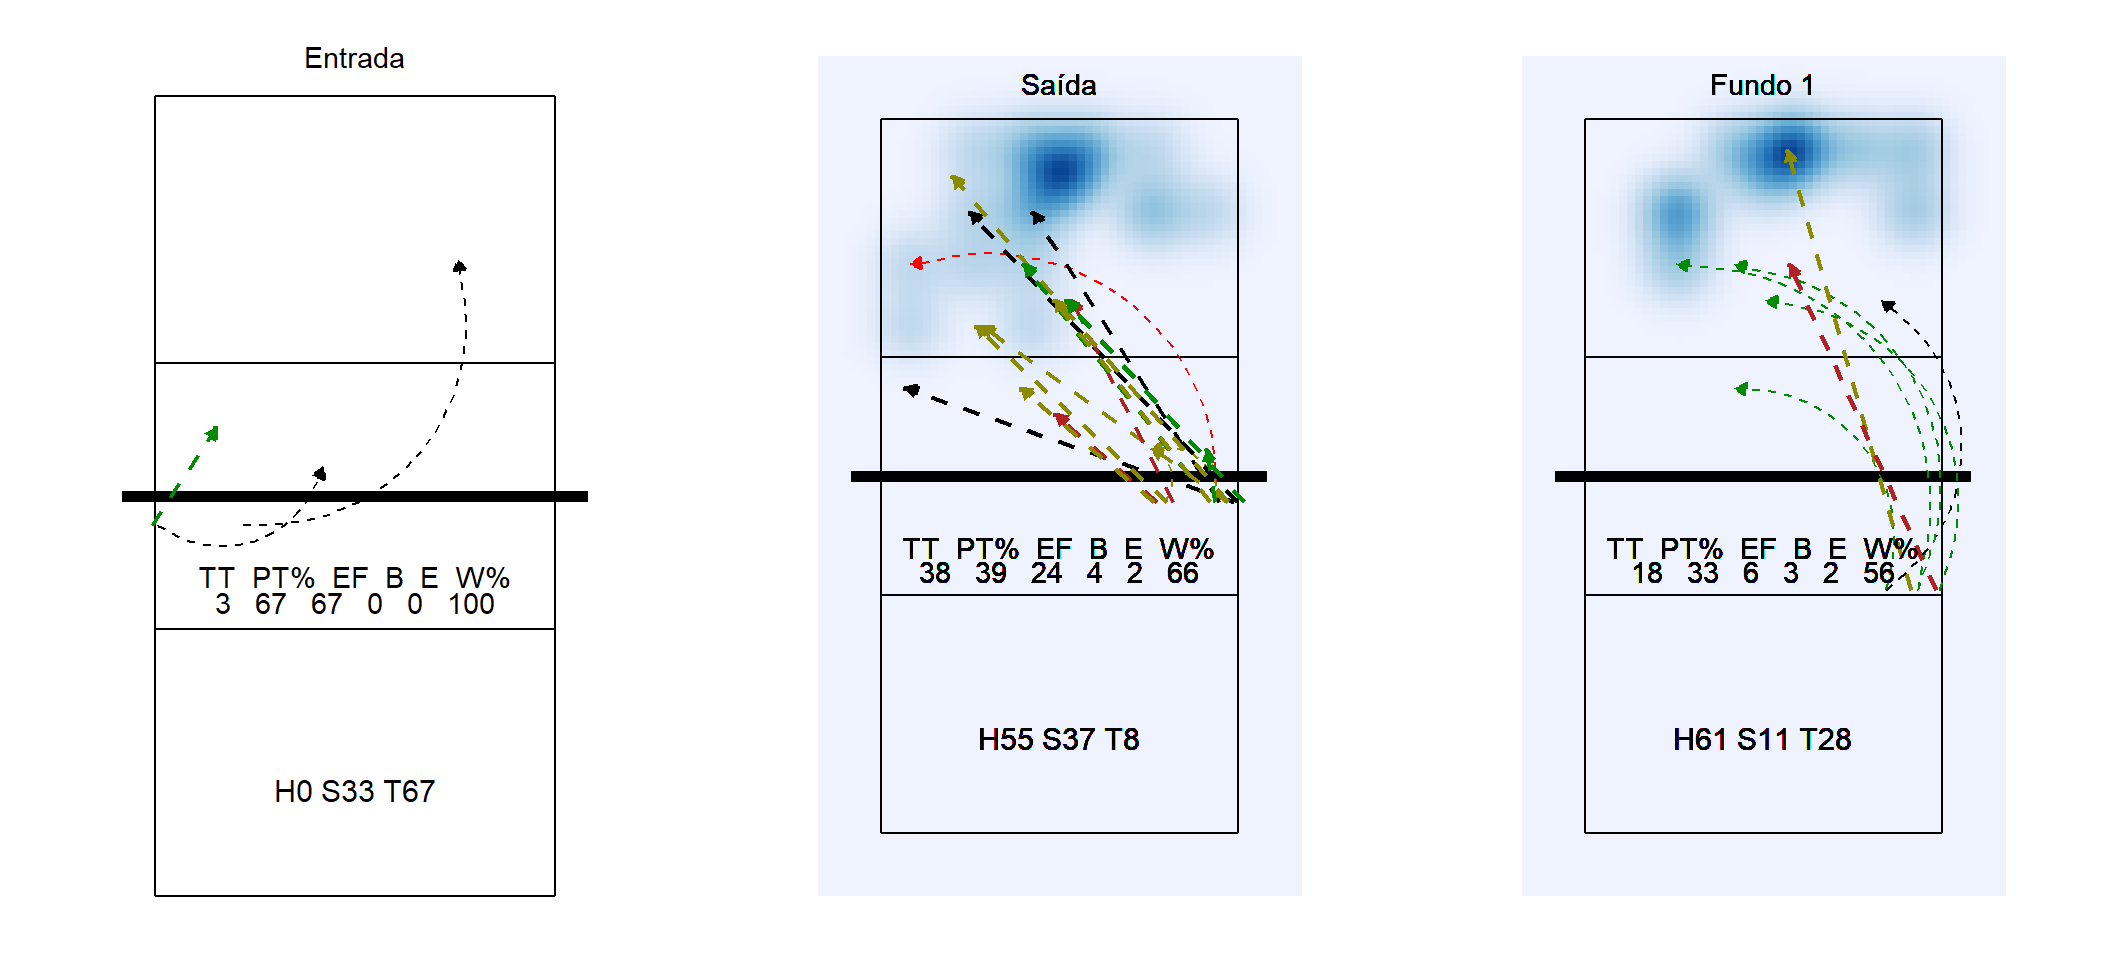 Entrada
TT PT% EF B E W%
3 67 67 0 0 100
H0 S33 T67
Saída
TT PT% EF B E W%
38 39 24 4 2 66
H55 S37 T8
Fundo 1
TT PT% EF B E W%
18 33 6 3 2 56
H61 S11 T28